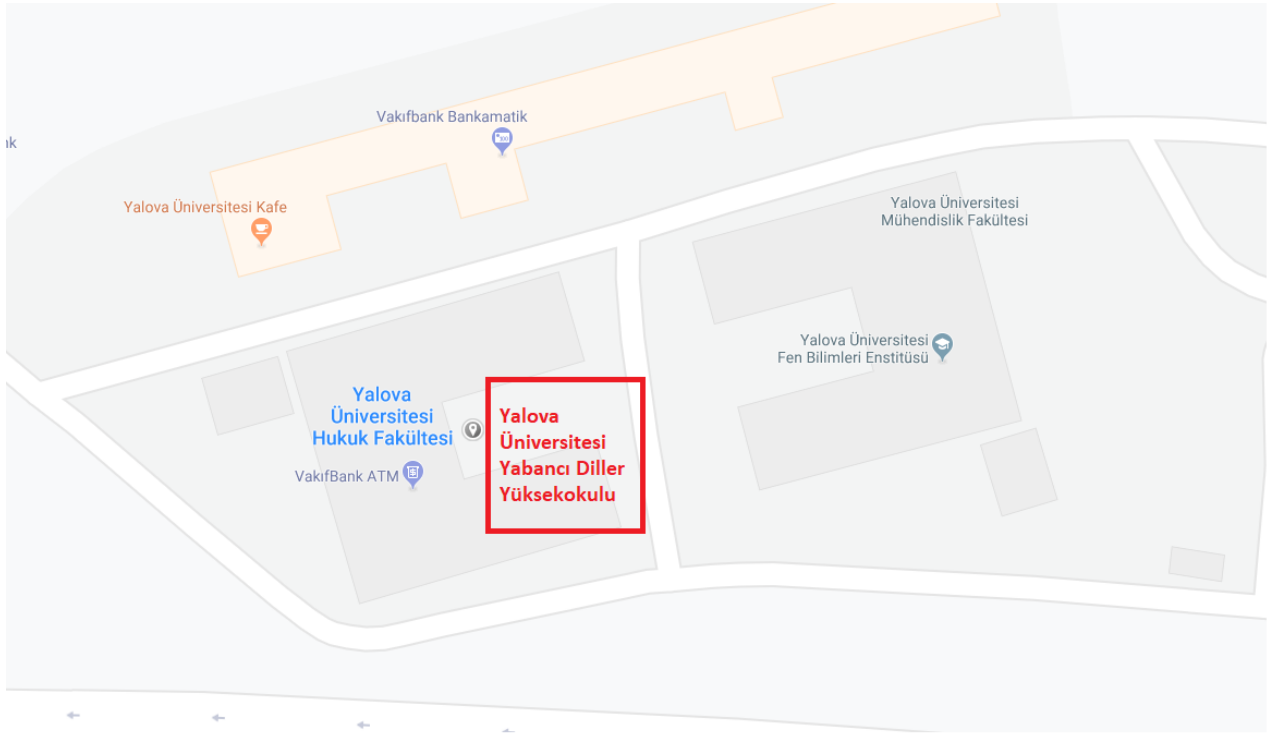 Vakıfbank Bankamatik
Yalova Üniversitesi Kafe
Yalova Üniversitesi
Mühendislik Fakültesi
Yalova Üniversitesi
Fen Bilimleri Enstitüsü
Yalova
Üniversitesi
Hukuk Fakültesi
VakıfBank ATM
Yalova
Üniversitesi
Yabancı Diller
Yüksekokulu